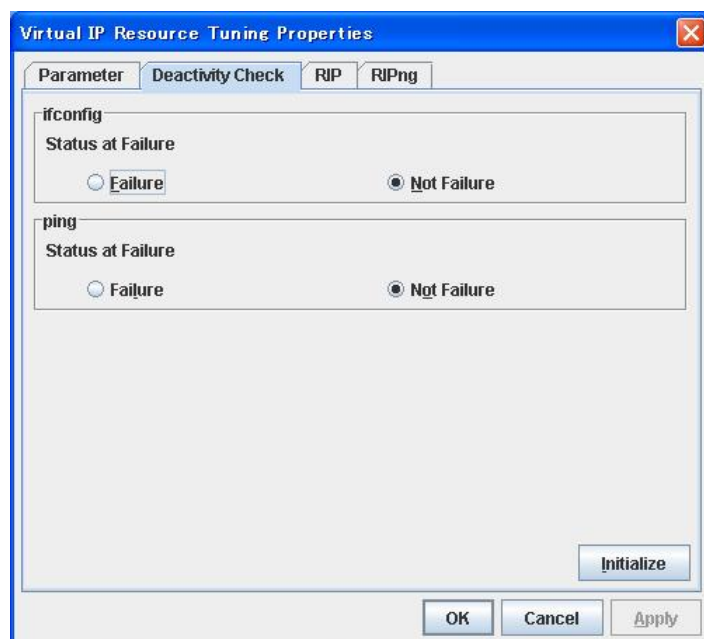 Virtual IP Resource Tuning Properties
Parameter Deactivity Check RIP RIPng
ifconfig
Status at Failure
Failure Not Failure
ping
Status at Failure
Failure Not Failure
Initialize
OK Cancel Apply